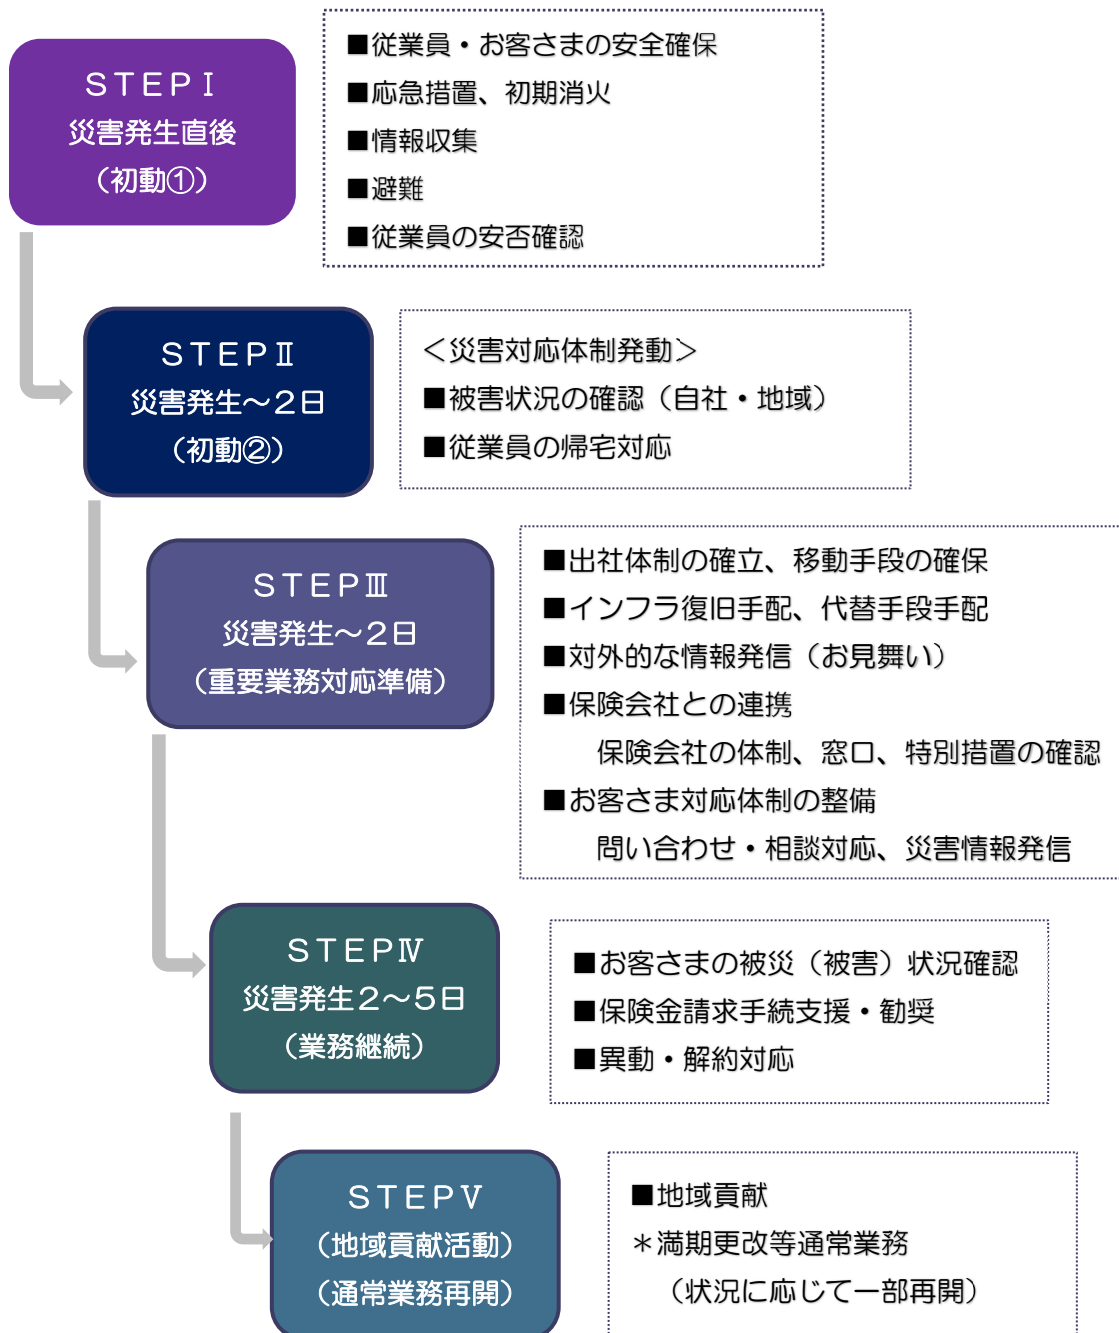 ＳＴＥＰⅠ
災害発生直後
（初動①）
■従業員・お客さまの安全確保
■応急措置、初期消火
■情報収集
■避難
■従業員の安否確認
ＳＴＥＰⅡ
災害発生～２日
（初動②）
＜災害対応体制発動＞
■被害状況の確認（自社・地域）
■従業員の帰宅対応
ＳＴＥＰⅢ
災害発生～２日
（重要業務対応準備）
■出社体制の確立、移動手段の確保
■インフラ復旧手配、代替手段手配
■対外的な情報発信（お見舞い）
■保険会社との連携
保険会社の体制、窓口、特別措置の確認
■お客さま対応体制の整備
問い合わせ・相談対応、災害情報発信
ＳＴＥＰⅣ
災害発生２～５日
（業務継続）
■お客さまの被災（被害）状況確認
■保険金請求手続支援・勧奨
■異動・解約対応
ＳＴＥＰⅤ
（地域貢献活動）
（通常業務再開）
■地域貢献
＊満期更改等通常業務
（状況に応じて一部再開）